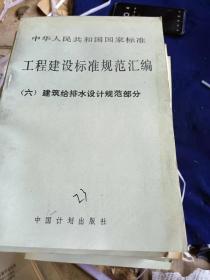 中华人民共和国国家标准
工程建设标准规范汇编
（六）建筑给排水设计规范部分
中国计划出版社